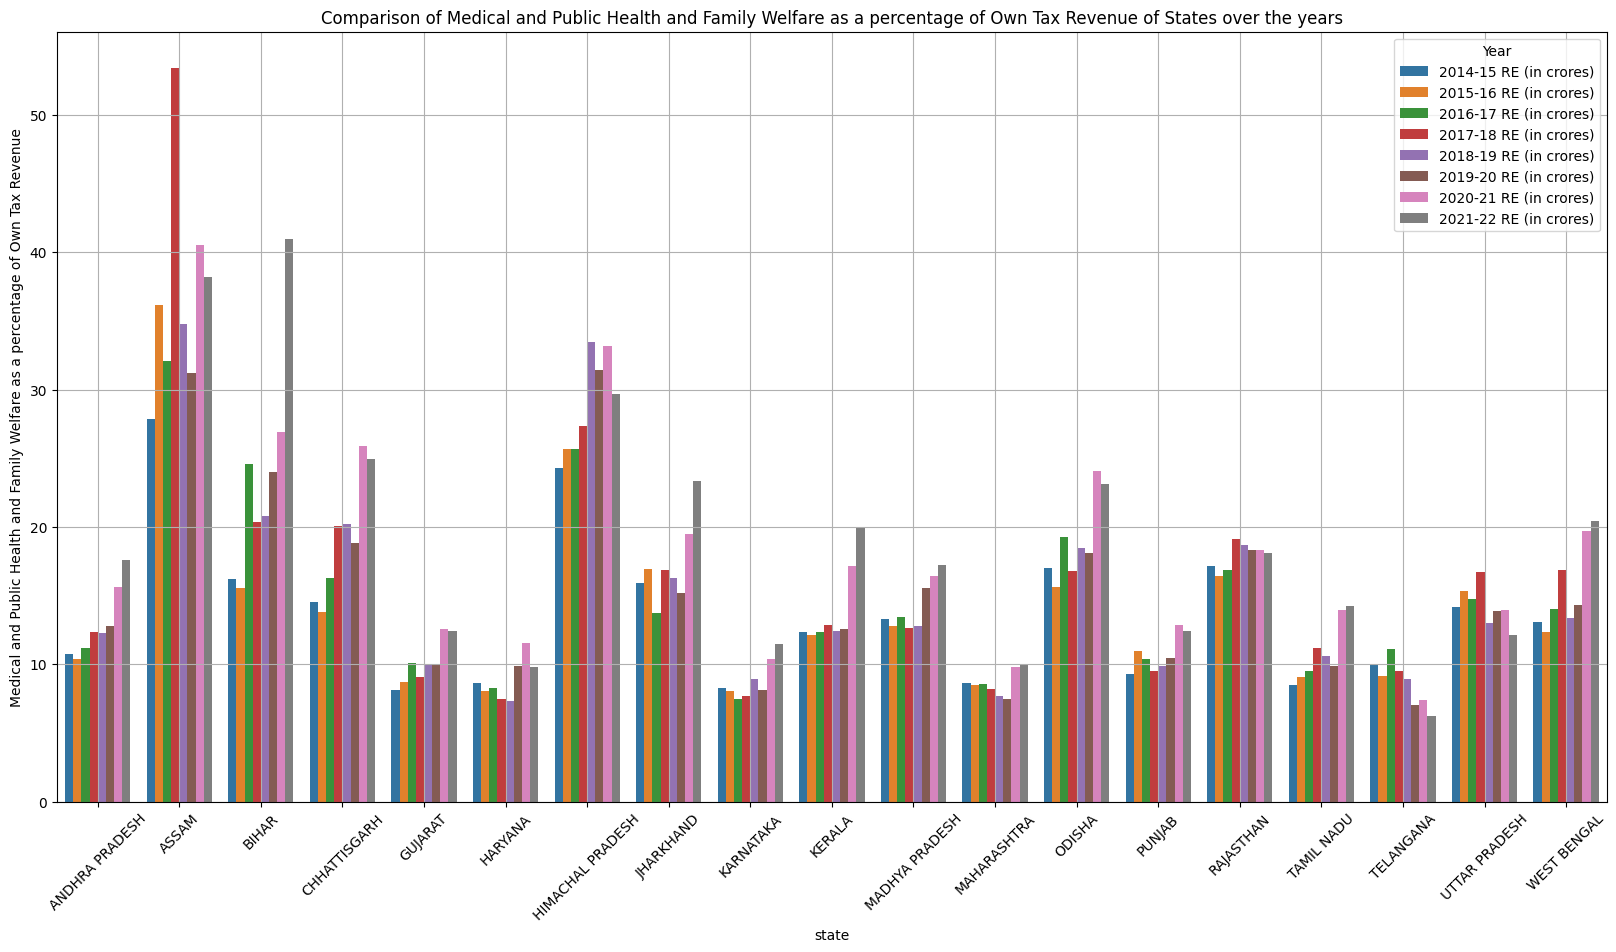 Comparison of Medical and Public Health and Family Welfare as a percentage of Own Tax Revenue of States over the years
Medical and Public Health and Family Welfare as a percentage of Own Tax Revenue
50
40
30
20
10
0
Year
2014-15 RE (in crores)
2015-16 RE (in crores)
2016-17 RE (in crores)
2017-18 RE (in crores)
2018-19 RE (in crores)
2019-20 RE (in crores)
2020-21 RE (in crores)
2021-22 RE (in crores)
ANDHRA PRADESH
ASSAM
BIHAR
CHHATTISGARH
GUJARAT
HARYANA
HIMACHAL PRADESH
JHARKHAND
KARNATAKA
KERALA
MADHYA PRADESH
MAHARASHTRA
ODISHA
PUNJAB
RAJASTHAN
TAMIL NADU
TELANGANA
UTTAR PRADESH
WEST BENGAL
state